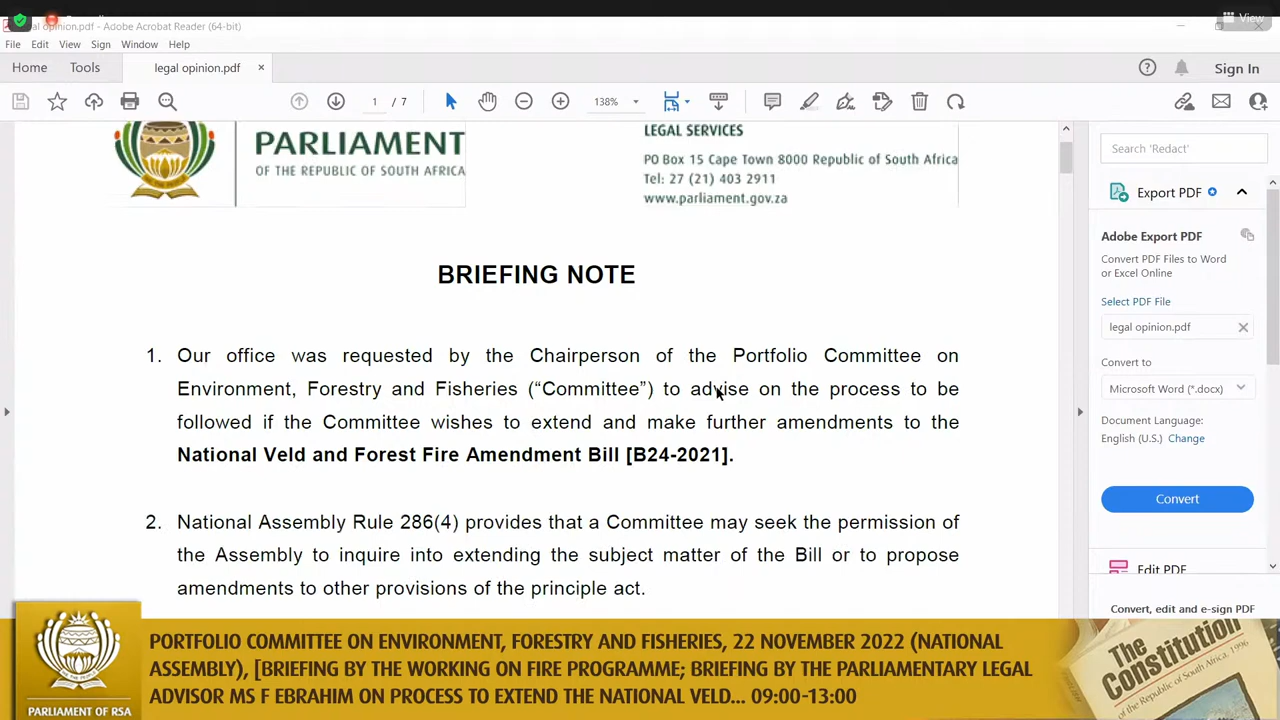 al opinion.pdf - Adobe Acrobat Reader (64-bit)
View
File Edit View Sign Window Help
Home Tools legal opinion.pdf × Sign In
1 / 7 138%
PARLIAMENT
OF THE REPUBLIC OF SOUTH AFRICA
LEGAL SERVICES
PO Box 15 Cape Town 8000 Republic of South Africa
Tel: 27 (21) 403 2911
www.parliament.gov.za
BRIEFING NOTE
1. Our office was requested by the Chairperson of the Portfolio Committee on
Environment, Forestry and Fisheries (“Committee”) to advise on the process to be
followed if the Committee wishes to extend and make further amendments to the
National Veld and Forest Fire Amendment Bill [B24-2021].
2. National Assembly Rule 286(4) provides that a Committee may seek the permission of
the Assembly to inquire into extending the subject matter of the Bill or to propose
amendments to other provisions of the principle act.
Search 'Redact'
Export PDF
Adobe Export PDF
Convert PDF Files to Word
or Excel Online
Select PDF File
legal opinion.pdf
Convert to
Microsoft Word (*.docx)
Document Language:
English (U.S.) Change
Convert
Edit PDF
Convert, edit and e-sign PDF
PORTFOLIO COMMITTEE ON ENVIRONMENT, FORESTRY AND FISHERIES, 22 NOVEMBER 2022 (NATIONAL
ASSEMBLY), [BRIEFING BY THE WORKING ON FIRE PROGRAMME; BRIEFING BY THE PARLIAMENTARY LEGAL
ADVISOR MS F EBRAHIM ON PROCESS TO EXTEND THE NATIONAL VELD... 09:00-13:00
PARLIAMENT OF RSA
The
Constitution
of the Republic of South Africa, 1996